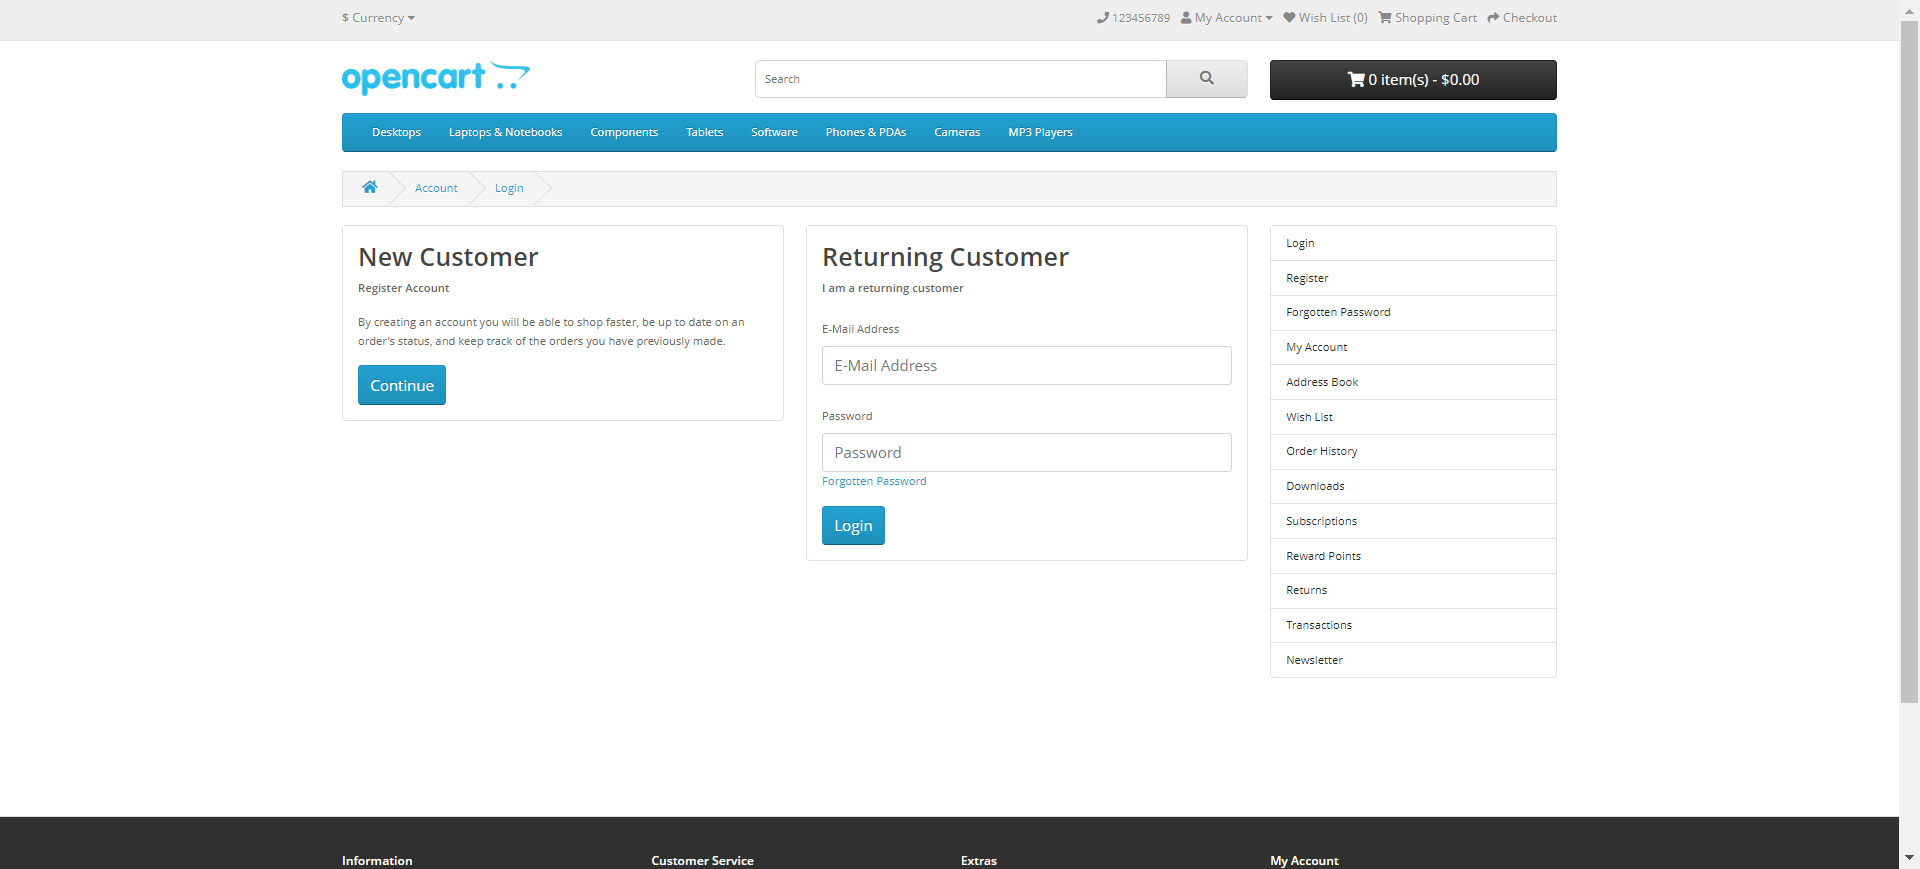 $ Currency
123456789 My Account Wish List (0) Shopping Cart Checkout
opencart
Search
0 item(s) - $0.00
Desktops Laptops & Notebooks Components Tablets Software Phones & PDAs Cameras MP3 Players
Account Login
New Customer
Register Account
By creating an account you will be able to shop faster, be up to date on an
order's status, and keep track of the orders you have previously made.
Continue
Returning Customer
I am a returning customer
E-Mail Address
E-Mail Address
Password
Password
Forgotten Password
Login
Login
Register
Forgotten Password
My Account
Address Book
Wish List
Order History
Downloads
Subscriptions
Reward Points
Returns
Transactions
Newsletter
Information Customer Service Extras My Account